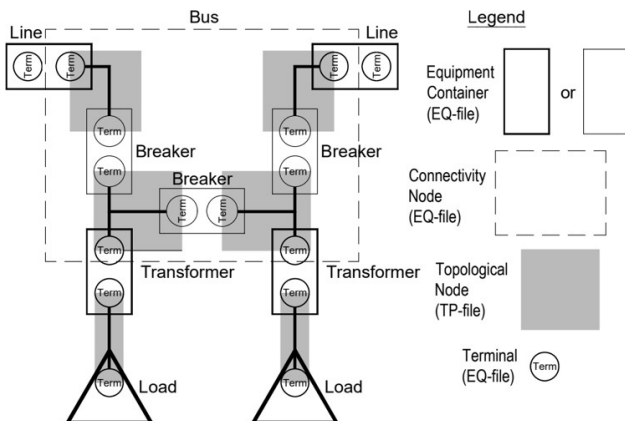 Bus
Legend
Line
Line
Term
Term
Term
Term
Equipment
Container
(EQ-file)
or
Term
Term
Breaker
Breaker
Term
Term
Breaker
Term
Term
Connectivity
Node
(EQ-file)
Term
Term
Transformer
Transformer
Term
Term
Topological
Node
(TP-file)
Terminal
(EQ-file)
Term
Term
Load
Term
Load